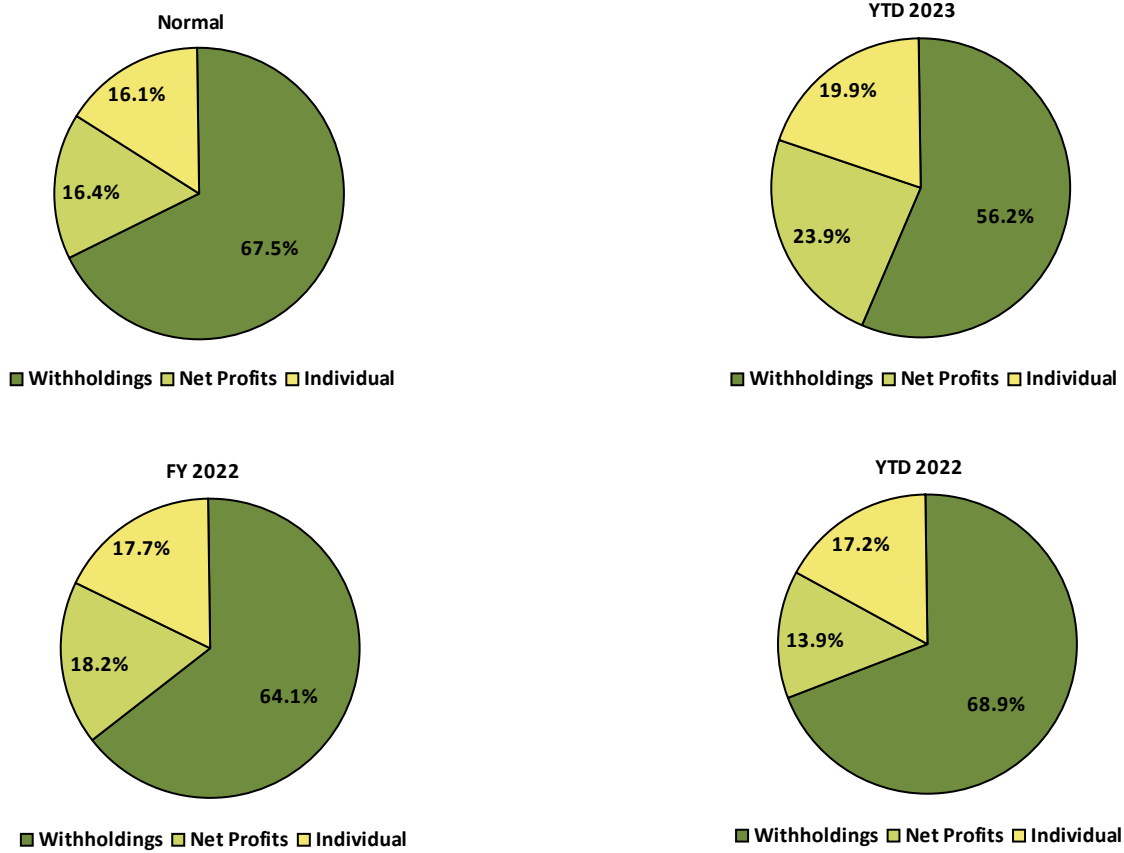 Normal
16.1%
16.4%
67.5%
Withholdings Net Profits Individual
YTD 2023
19.9%
23.9%
56.2%
Withholdings Net Profits Individual
FY 2022
17.7%
18.2%
64.1%
Withholdings Net Profits Individual
YTD 2022
17.2%
13.9%
68.9%
Withholdings Net Profits Individual